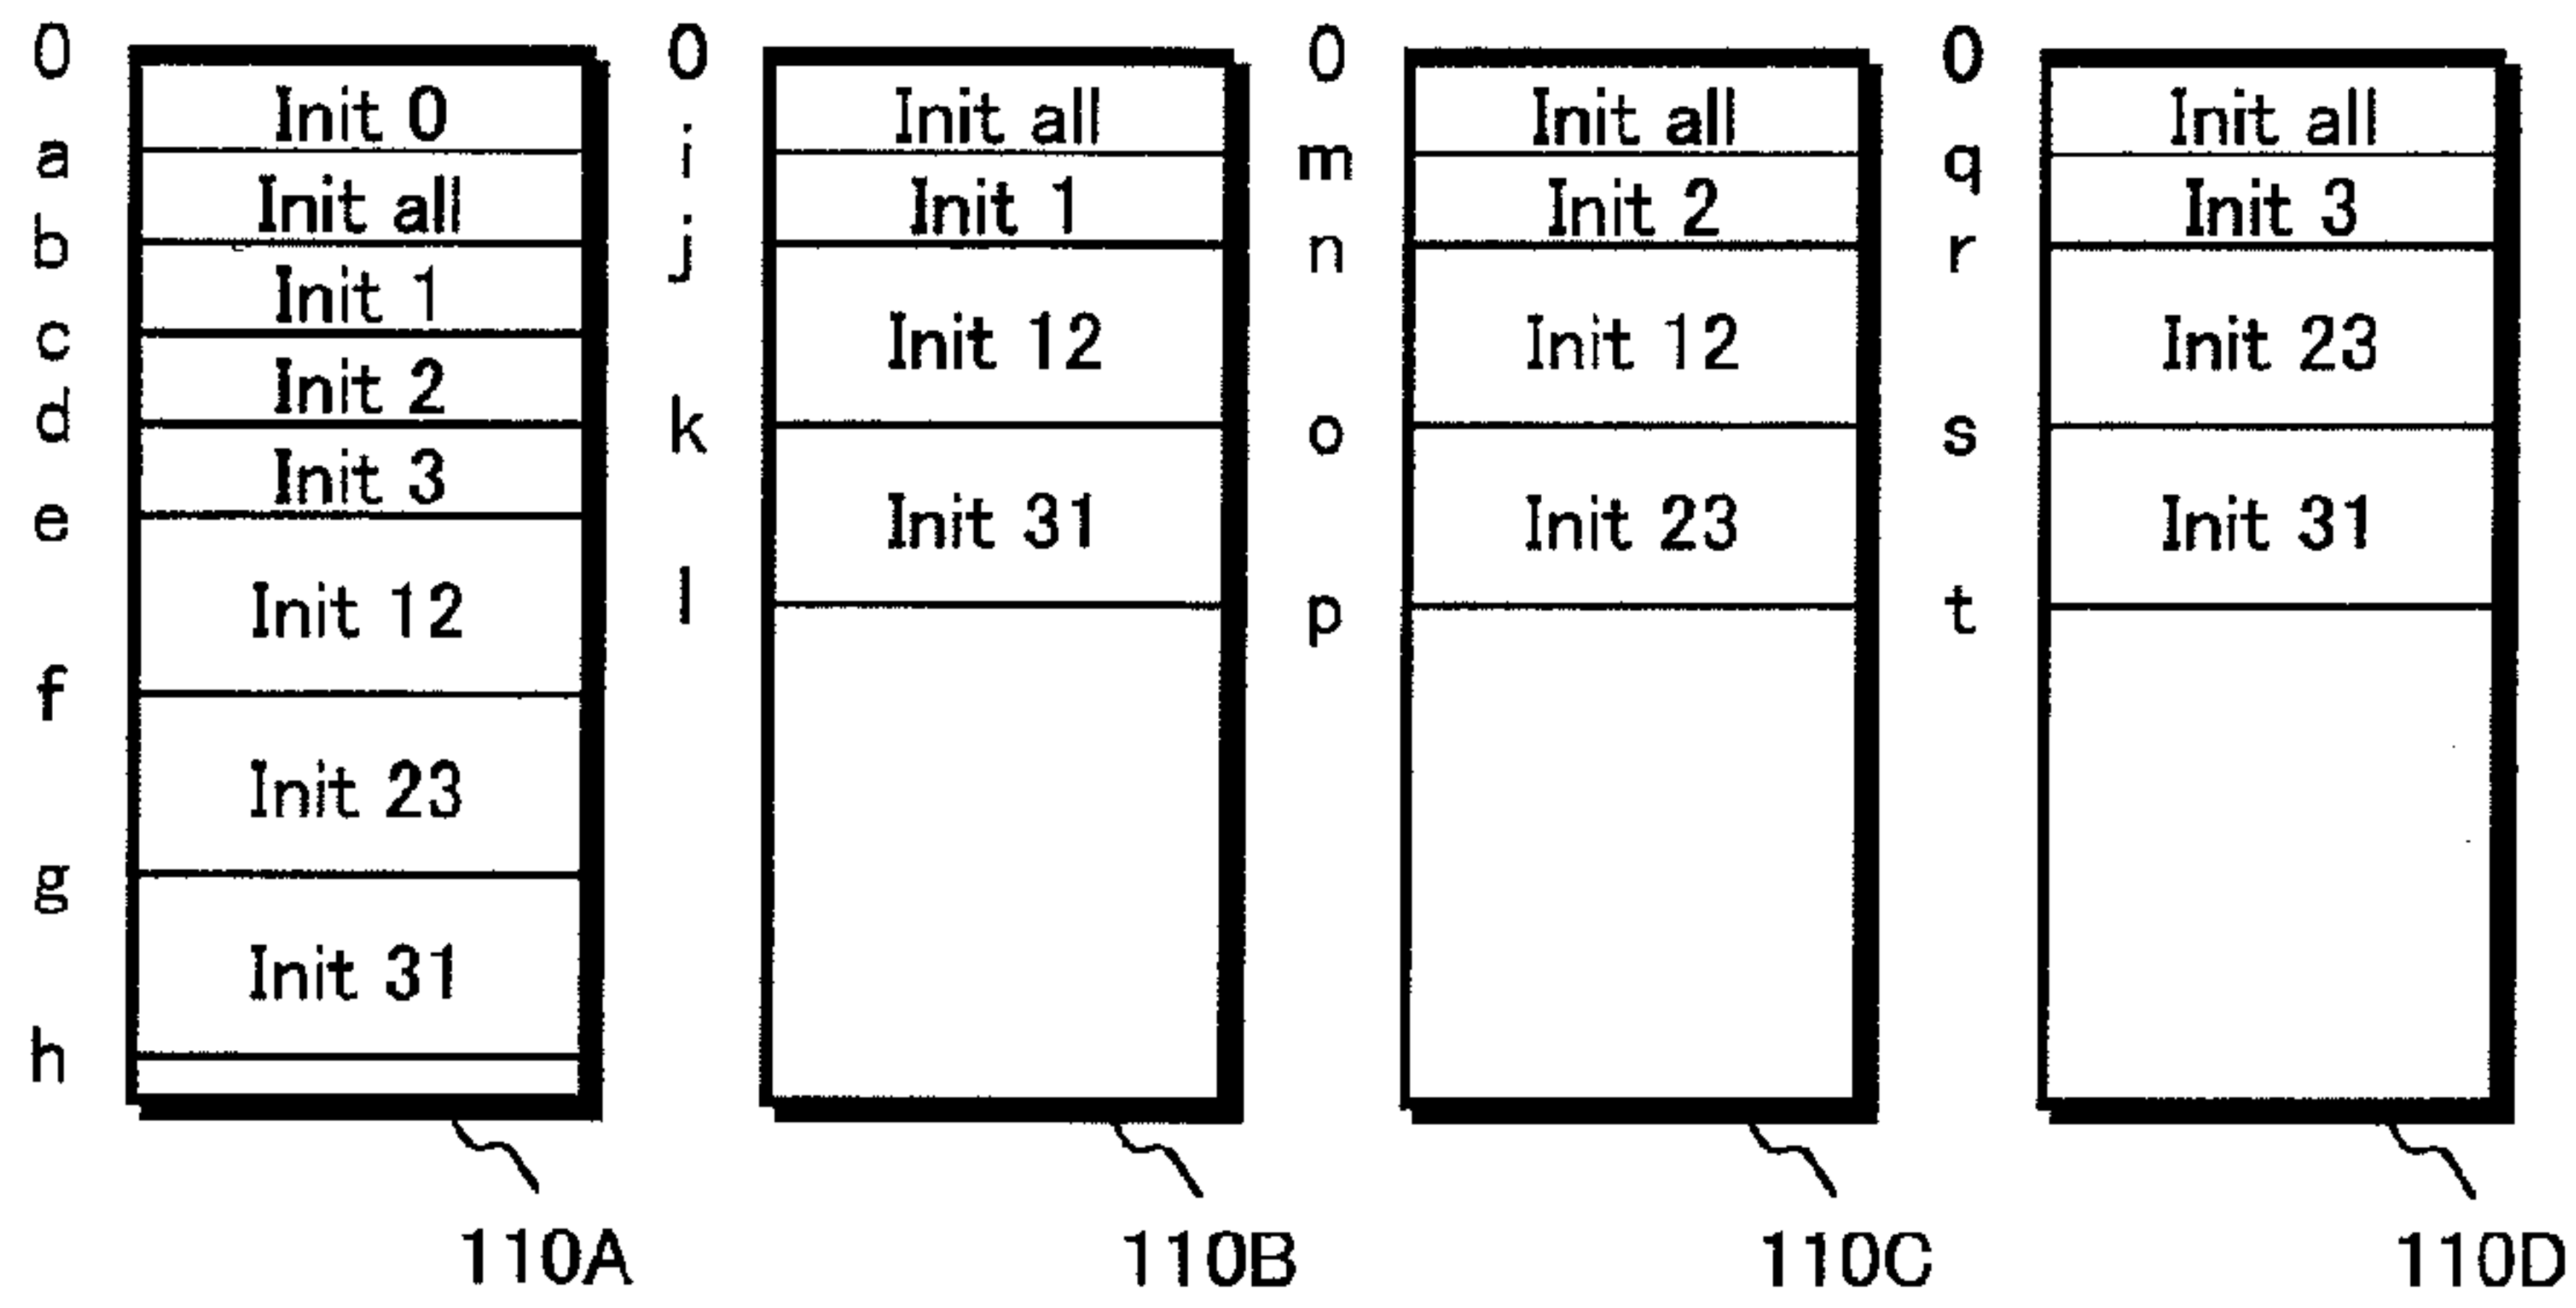 0
Init 0
a
Init all
b
Init 1
c
Init 2
d
Init 3
e
Init 12
f
Init 23
g
Init 31
h
110A
0
Init all
i
Init 1
j
Init 12
k
Init 31
l
110B
0
Init all
m
Init 2
n
Init 12
o
Init 23
p
110C
0
Init all
q
Init 3
r
Init 23
s
Init 31
t
110D